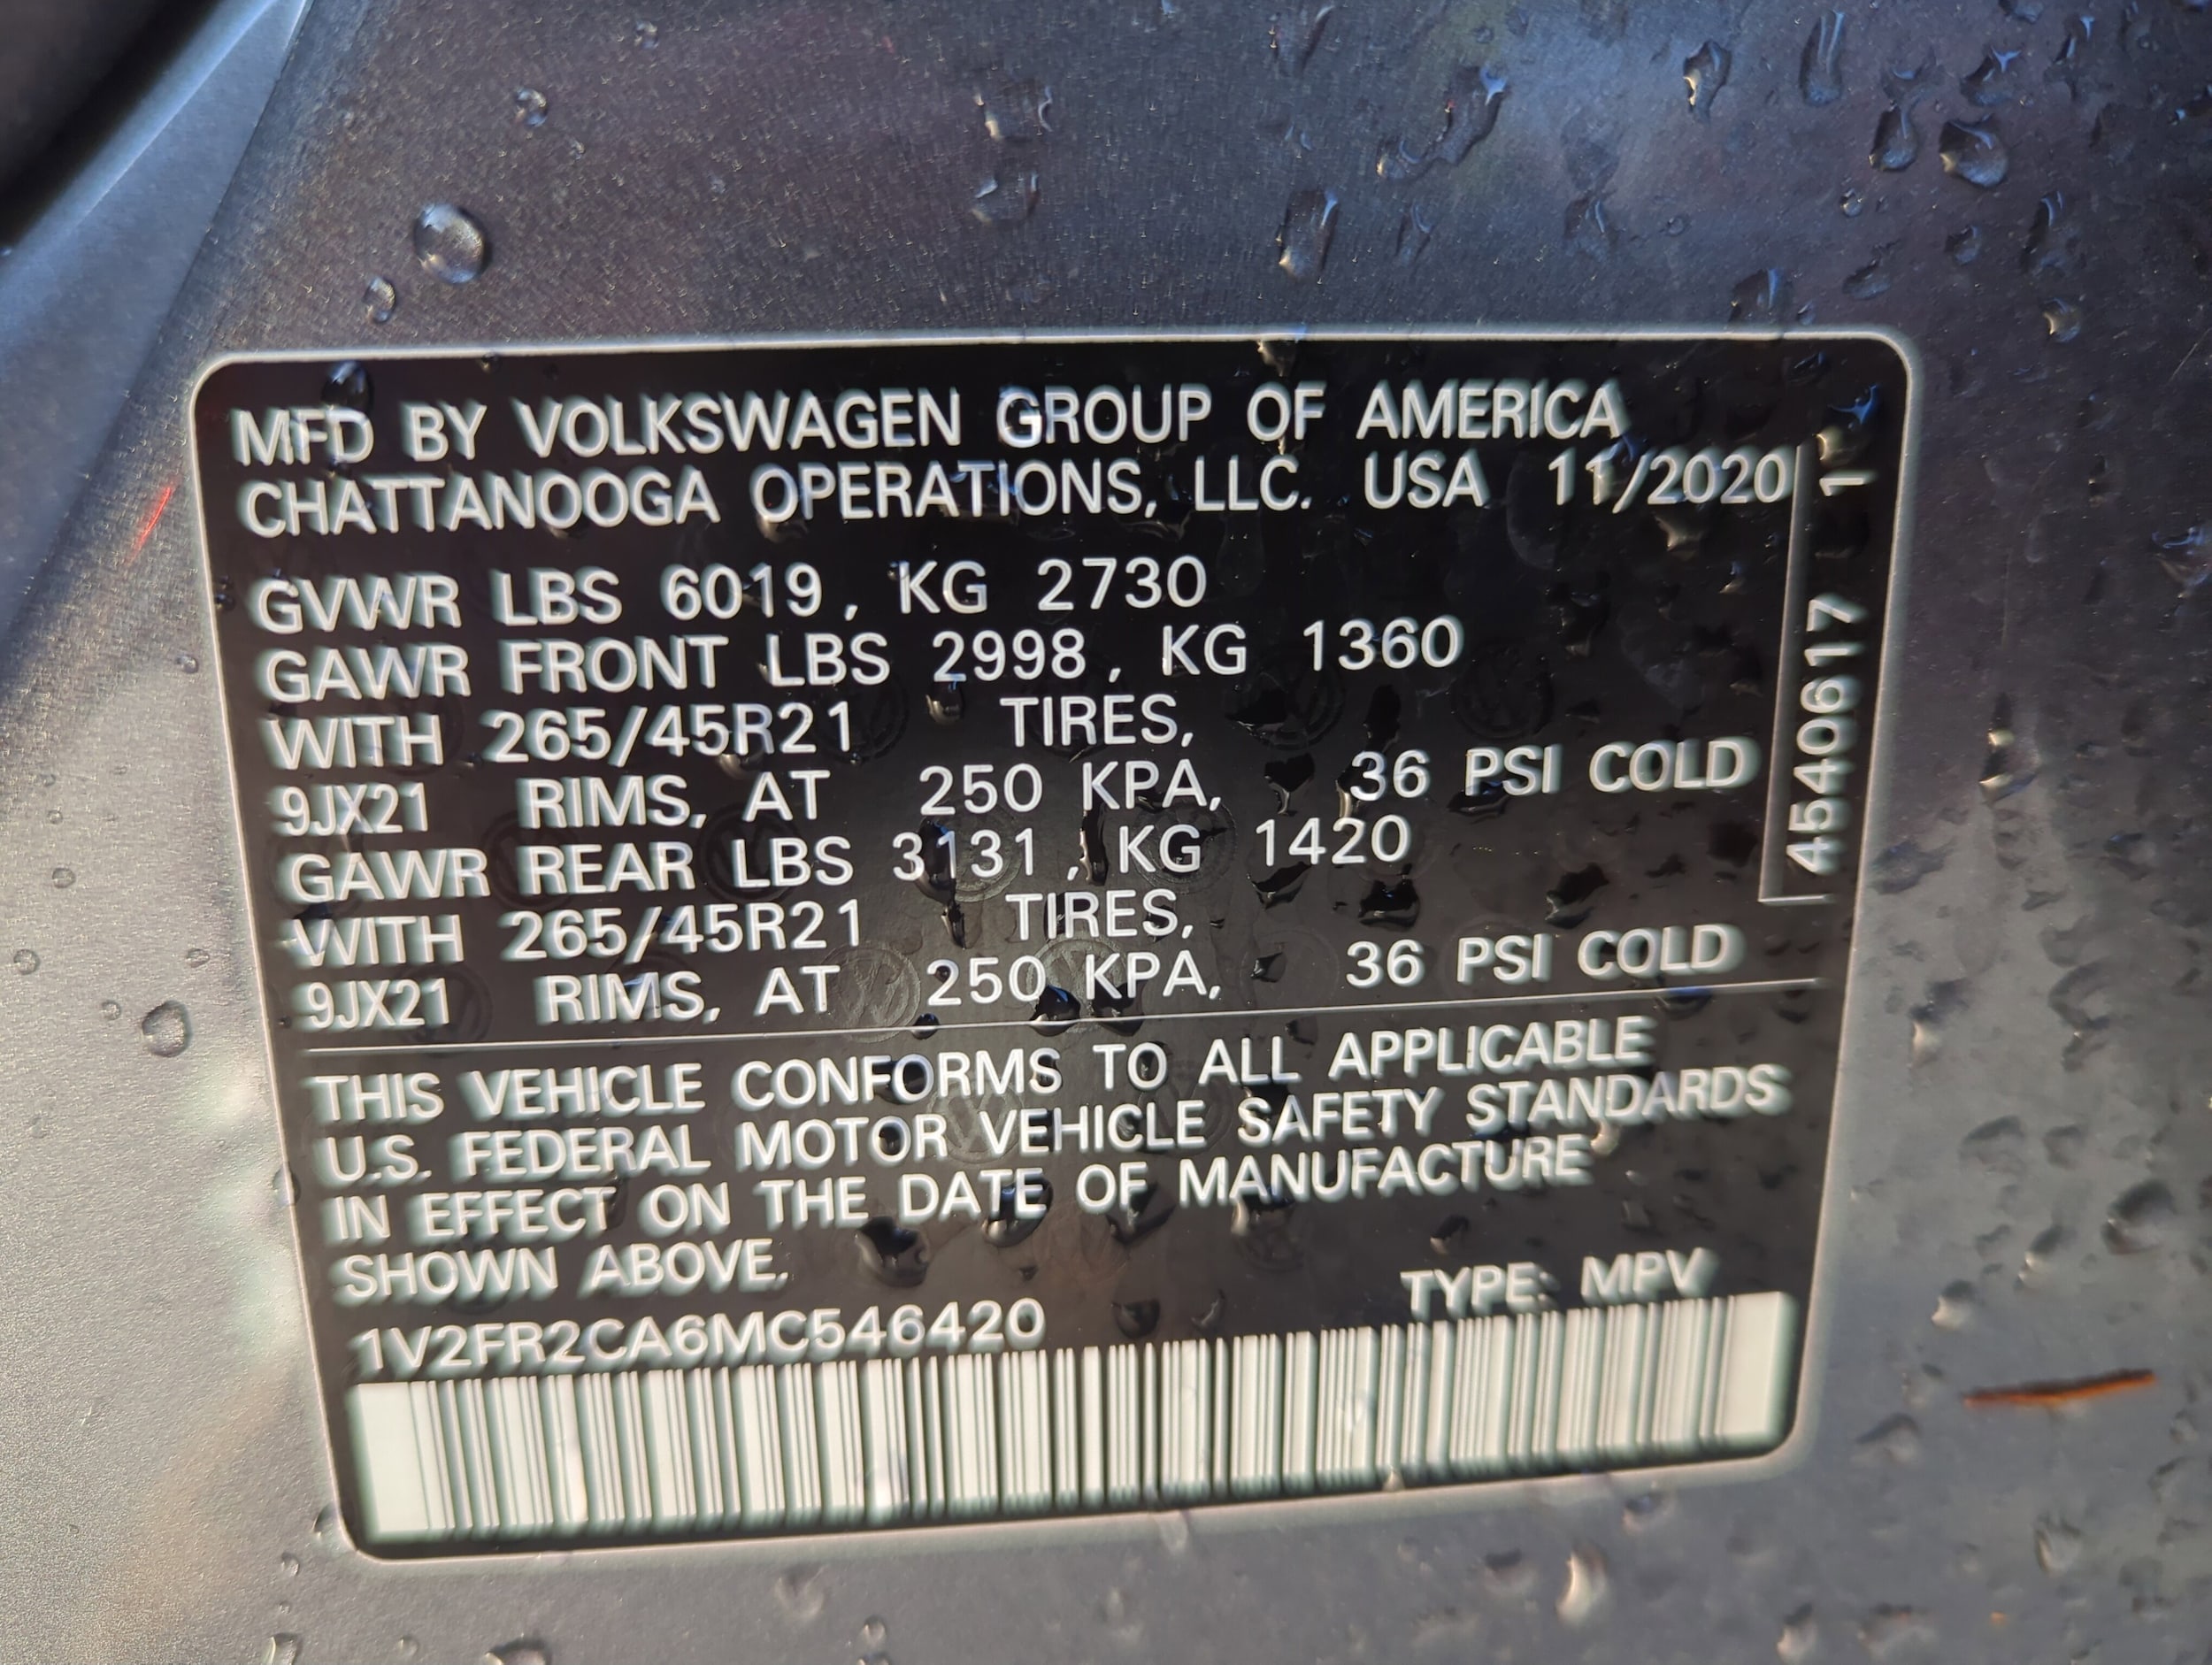 MFD BY VOLKSWAGEN GROUP OF AMERICA
CHATTANOOGA OPERATIONS, LLC. USA 11/2020
GVWR LBS 6019, KG 2730
GAWR FRONT LBS 2998, KG 1360
WITH 265/45R21 TIRES,
9JX21 RIMS, AT 250 KPA, 36 PSI COLD
GAWR REAR LBS 3131, KG 1420
WITH 265/45R21 TIRES,
9JX21 RIMS, AT 250 KPA, 36 PSI COLD
4540617
THIS VEHICLE CONFORMS TO ALL APPLICABLE
U.S. FEDERAL MOTOR VEHICLE SAFETY STANDARDS
IN EFFECT ON THE DATE OF MANUFACTURE
SHOWN ABOVE.
TYPE: MPV
1V2FR2CA6MC546420